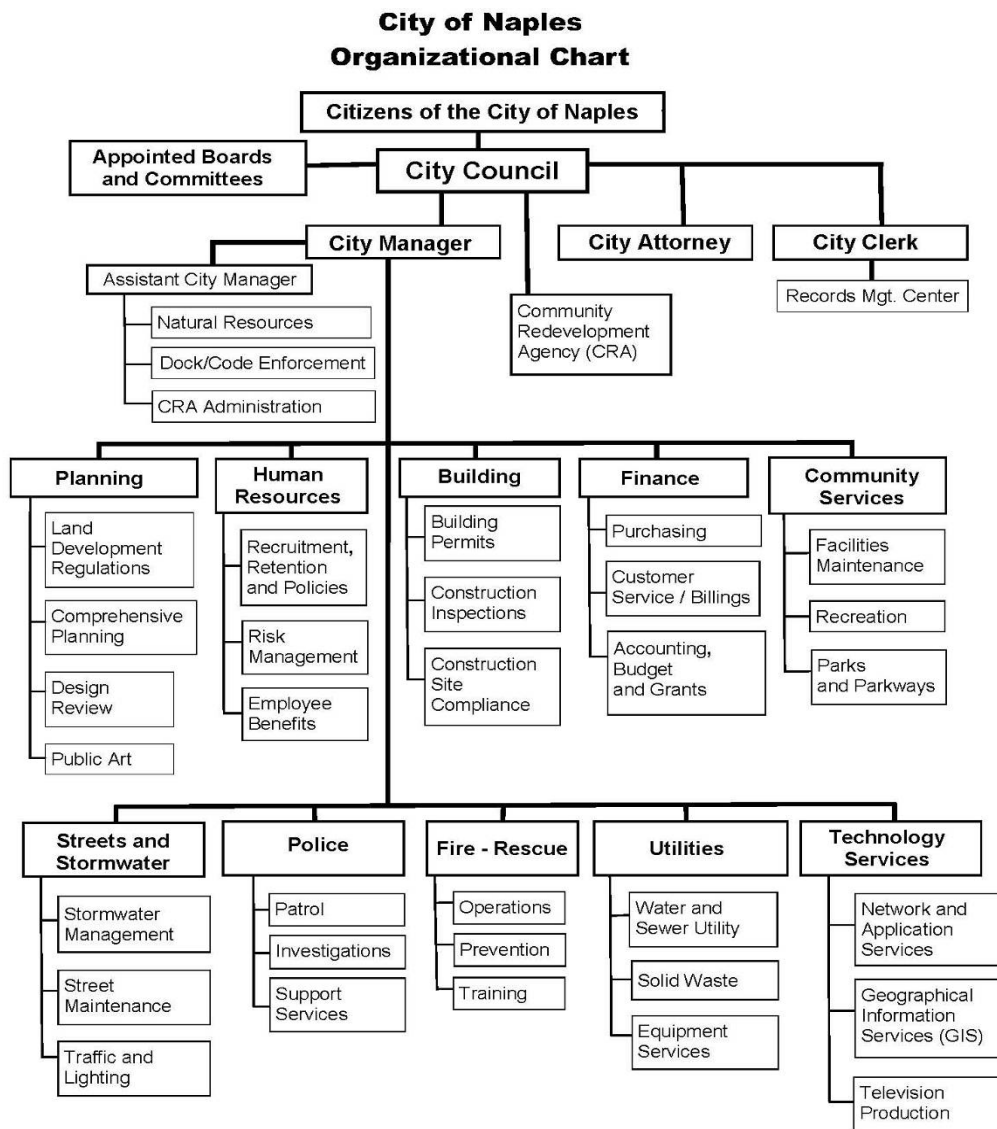 City of Naples
Organizational Chart
Citizens of the City of Naples
Appointed Boards
and Committees
City Council
City Manager
City Attorney
City Clerk
Assistant City Manager
Records Mgt. Center
Natural Resources
Dock/Code Enforcement
CRA Administration
Community
Redevelopment
Agency (CRA)
Planning
Land
Development
Regulations
Comprehensive
Planning
Design
Review
Public Art
Human
Resources
Recruitment,
Retention
and Policies
Risk
Management
Employee
Benefits
Building
Building
Permits
Construction
Inspections
Construction
Site
Compliance
Finance
Purchasing
Customer
Service / Billings
Accounting,
Budget
and Grants
Community
Services
Facilities
Maintenance
Recreation
Parks
and Parkways
Streets and
Stormwater
Stormwater
Management
Street
Maintenance
Traffic and
Lighting
Police
Patrol
Investigations
Support
Services
Fire - Rescue
Operations
Prevention
Training
Utilities
Water and
Sewer Utility
Solid Waste
Equipment
Services
Technology
Services
Network and
Application
Services
Geographical
Information
Services (GIS)
Television
Production